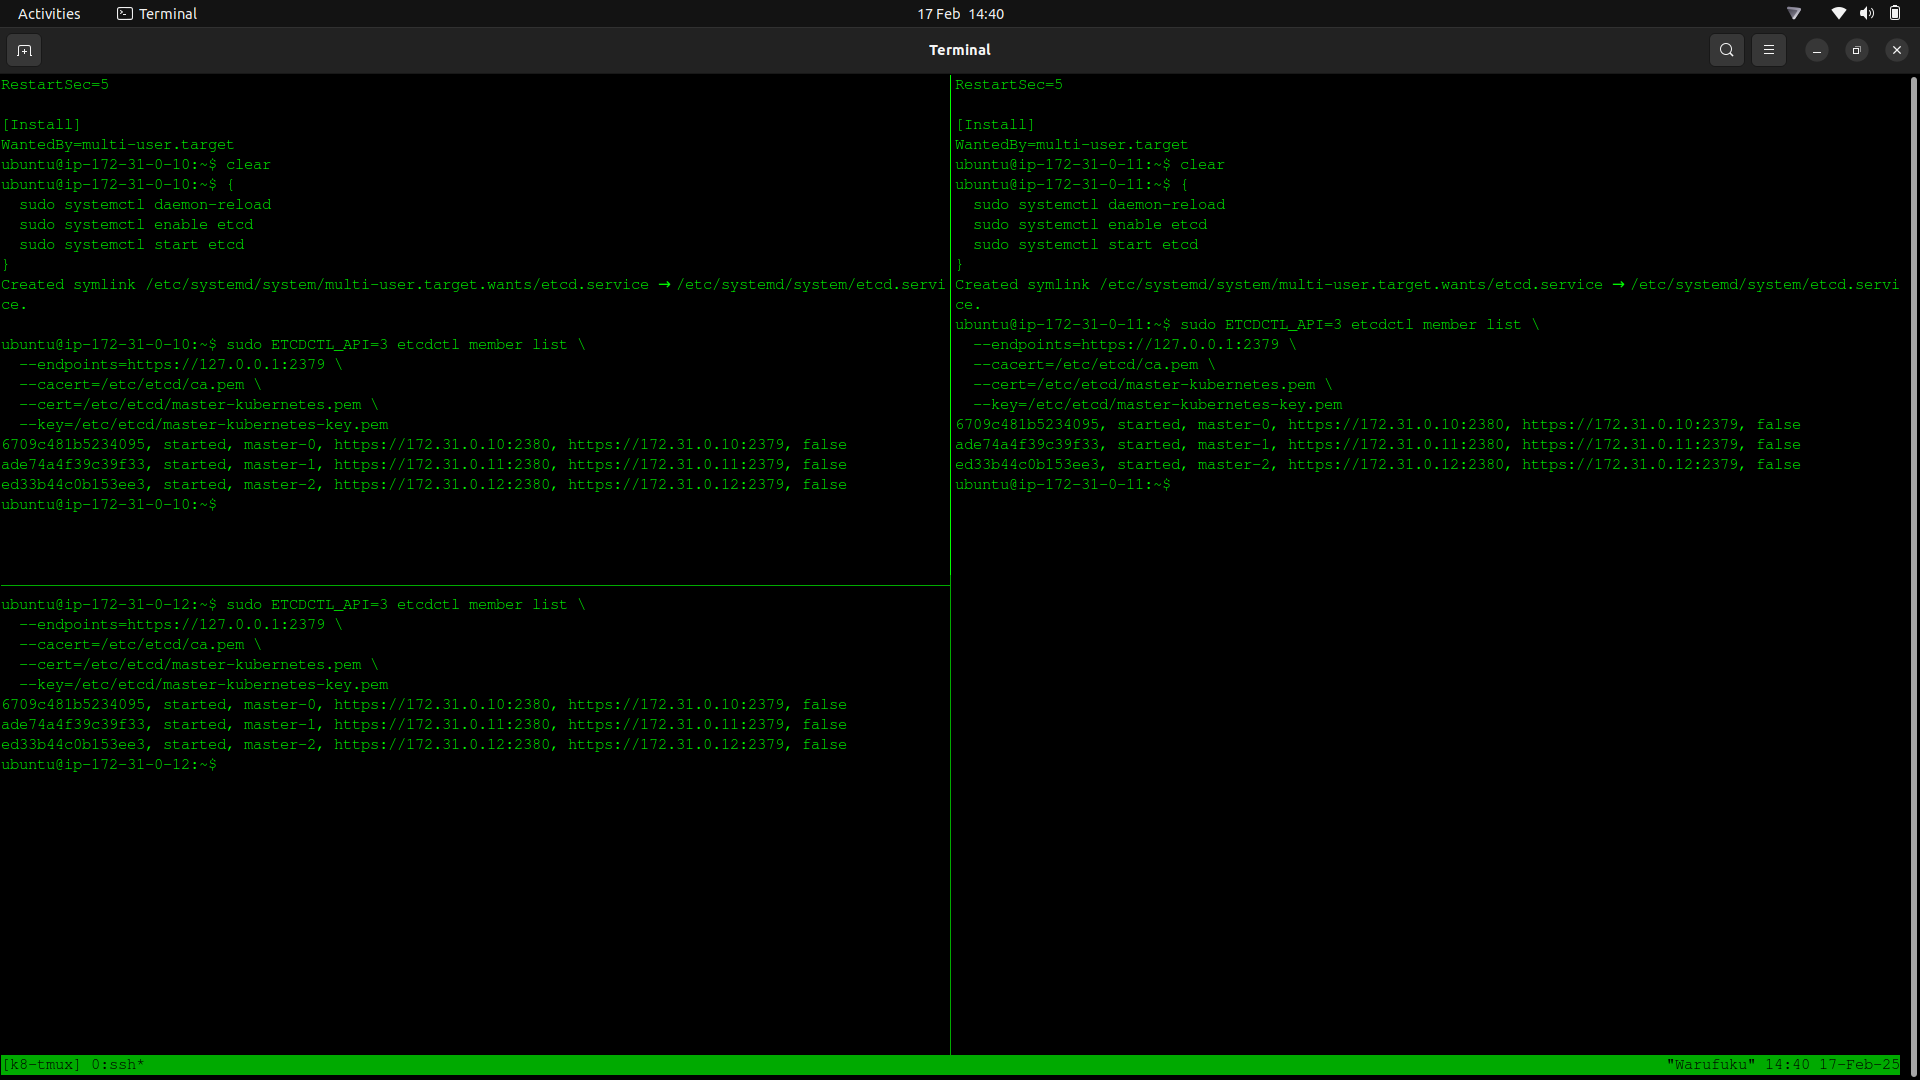 Activities Terminal 17 Feb 14:40
Terminal
RestartSec=5

[Install]
WantedBy=multi-user.target
ubuntu@ip-172-31-0-10:~$ clear
ubuntu@ip-172-31-0-10:~$ {
  sudo systemctl daemon-reload
  sudo systemctl enable etcd
  sudo systemctl start etcd
}
Created symlink /etc/systemd/system/multi-user.target.wants/etcd.service → /etc/systemd/system/etcd.servi
ce.

ubuntu@ip-172-31-0-10:~$ sudo ETCDCTL_API=3 etcdctl member list \
  --endpoints=https://127.0.0.1:2379 \
  --cacert=/etc/etcd/ca.pem \
  --cert=/etc/etcd/master-kubernetes.pem \
  --key=/etc/etcd/master-kubernetes-key.pem
6709c481b5234095, started, master-0, https://172.31.0.10:2380, https://172.31.0.10:2379, false
ade74a4f39c39f33, started, master-1, https://172.31.0.11:2380, https://172.31.0.11:2379, false
ed33b44c0b153ee3, started, master-2, https://172.31.0.12:2380, https://172.31.0.12:2379, false
ubuntu@ip-172-31-0-10:~$
RestartSec=5

[Install]
WantedBy=multi-user.target
ubuntu@ip-172-31-0-11:~$ clear
ubuntu@ip-172-31-0-11:~$ {
  sudo systemctl daemon-reload
  sudo systemctl enable etcd
  sudo systemctl start etcd
}
Created symlink /etc/systemd/system/multi-user.target.wants/etcd.service → /etc/systemd/system/etcd.servi
ce.
ubuntu@ip-172-31-0-11:~$ sudo ETCDCTL_API=3 etcdctl member list \
  --endpoints=https://127.0.0.1:2379 \
  --cacert=/etc/etcd/ca.pem \
  --cert=/etc/etcd/master-kubernetes.pem \
  --key=/etc/etcd/master-kubernetes-key.pem
6709c481b5234095, started, master-0, https://172.31.0.10:2380, https://172.31.0.10:2379, false
ade74a4f39c39f33, started, master-1, https://172.31.0.11:2380, https://172.31.0.11:2379, false
ed33b44c0b153ee3, started, master-2, https://172.31.0.12:2380, https://172.31.0.12:2379, false
ubuntu@ip-172-31-0-11:~$
ubuntu@ip-172-31-0-12:~$ sudo ETCDCTL_API=3 etcdctl member list \
  --endpoints=https://127.0.0.1:2379 \
  --cacert=/etc/etcd/ca.pem \
  --cert=/etc/etcd/master-kubernetes.pem \
  --key=/etc/etcd/master-kubernetes-key.pem
6709c481b5234095, started, master-0, https://172.31.0.10:2380, https://172.31.0.10:2379, false
ade74a4f39c39f33, started, master-1, https://172.31.0.11:2380, https://172.31.0.11:2379, false
ed33b44c0b153ee3, started, master-2, https://172.31.0.12:2380, https://172.31.0.12:2379, false
ubuntu@ip-172-31-0-12:~$
[k8-tmux] 0:ssh* "Warufuku" 14:40 17-Feb-25